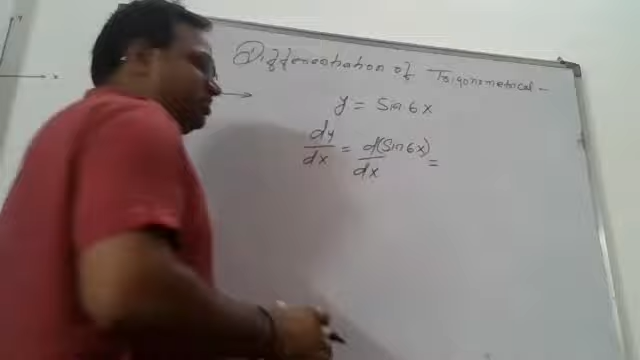 Differentiation of Trigonometrical -
y = Sin 6x
dy/dx = d(Sin 6x)/dx =
y
x